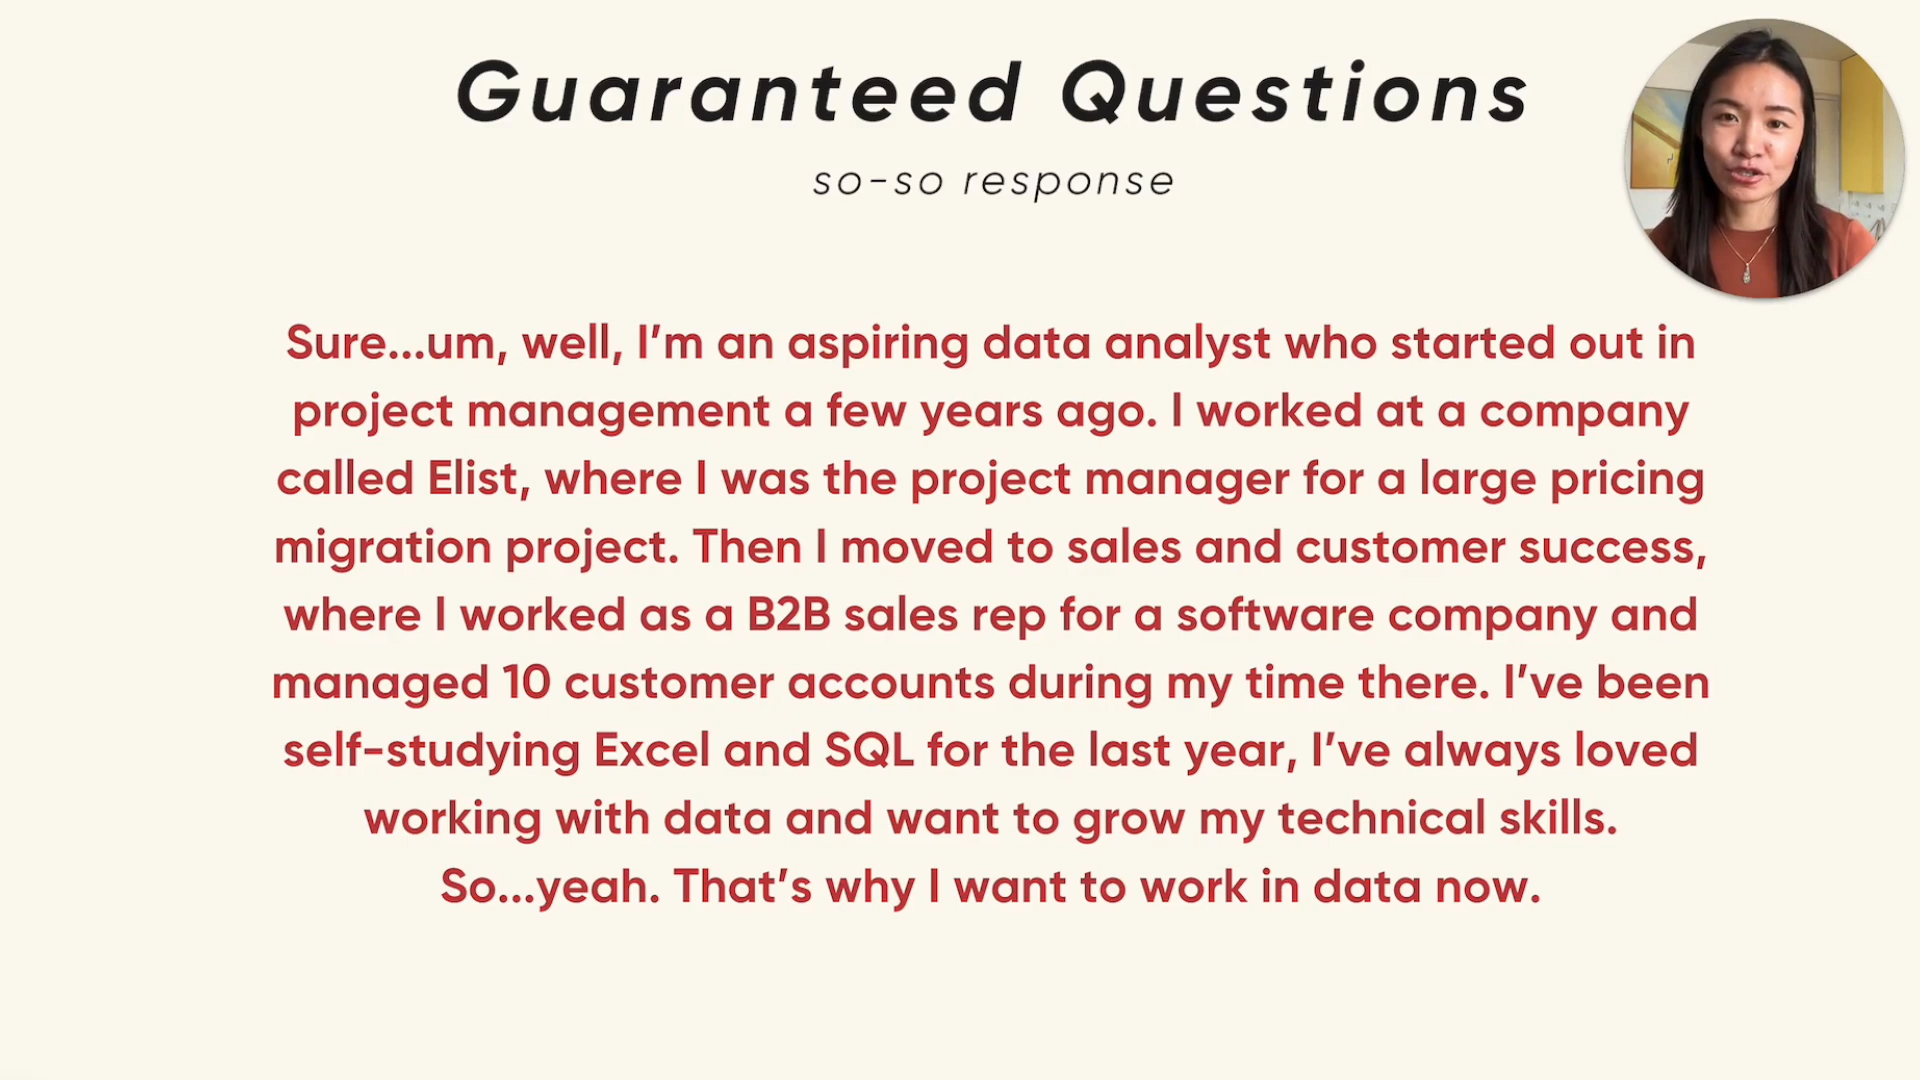 Guaranteed Questions
so-so response
Sure...um, well, I’m an aspiring data analyst who started out in
project management a few years ago. I worked at a company
called Elist, where I was the project manager for a large pricing
migration project. Then I moved to sales and customer success,
where I worked as a B2B sales rep for a software company and
managed 10 customer accounts during my time there. I’ve been
self-studying Excel and SQL for the last year, I’ve always loved
working with data and want to grow my technical skills.
So...yeah. That’s why I want to work in data now.